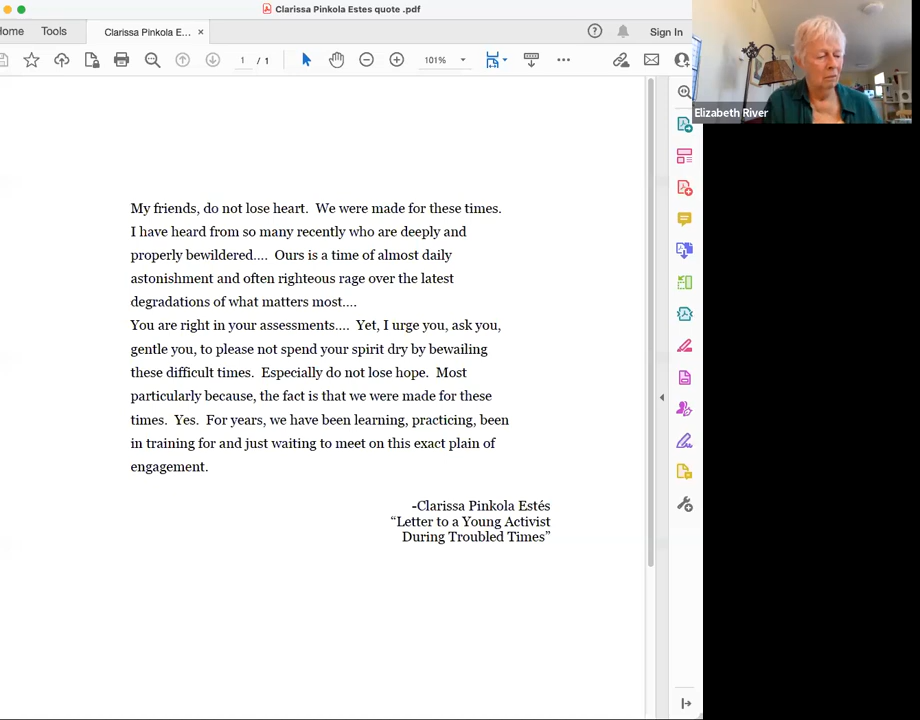 Clarissa Pinkola Estes quote .pdf
Home Tools Clarissa Pinkola E... × Sign In
1 / 1 101%
Elizabeth River
My friends, do not lose heart.  We were made for these times.
I have heard from so many recently who are deeply and
properly bewildered....  Ours is a time of almost daily
astonishment and often righteous rage over the latest
degradations of what matters most....
You are right in your assessments....  Yet, I urge you, ask you,
gentle you, to please not spend your spirit dry by bewailing
these difficult times.  Especially do not lose hope.  Most
particularly because, the fact is that we were made for these
times.  Yes.  For years, we have been learning, practicing, been
in training for and just waiting to meet on this exact plain of
engagement.
-Clarissa Pinkola Estés
“Letter to a Young Activist
During Troubled Times”